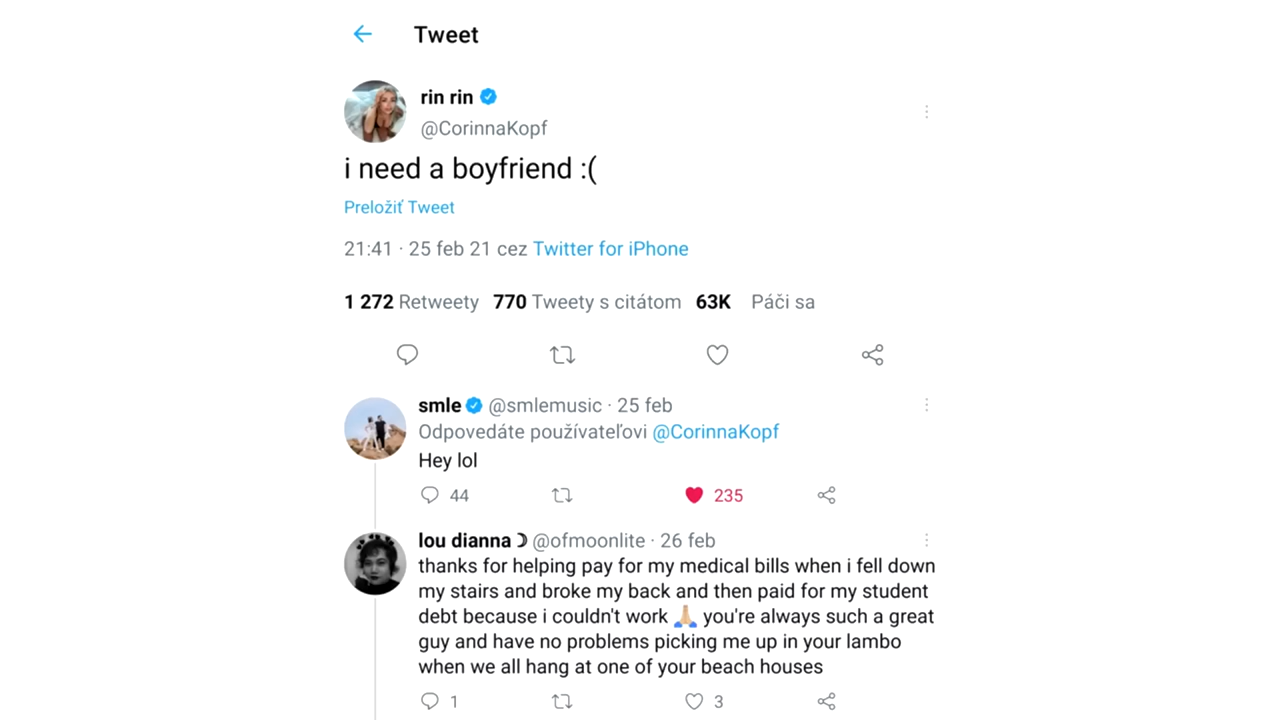 Tweet
rin rin
@CorinnaKopf
i need a boyfriend :(
Preložiť Tweet
21:41 · 25 feb 21 cez Twitter for iPhone
1 272 Retweety 770 Tweety s citátom 63K Páči sa
smle @smlemusic · 25 feb
Odpovedáte používateľovi @CorinnaKopf
Hey lol
44 235
lou dianna☽ @ofmoonlite · 26 feb
thanks for helping pay for my medical bills when i fell down
my stairs and broke my back and then paid for my student
debt because i couldn't work 🙏🏼 you're always such a great
guy and have no problems picking me up in your lambo
when we all hang at one of your beach houses
1 3